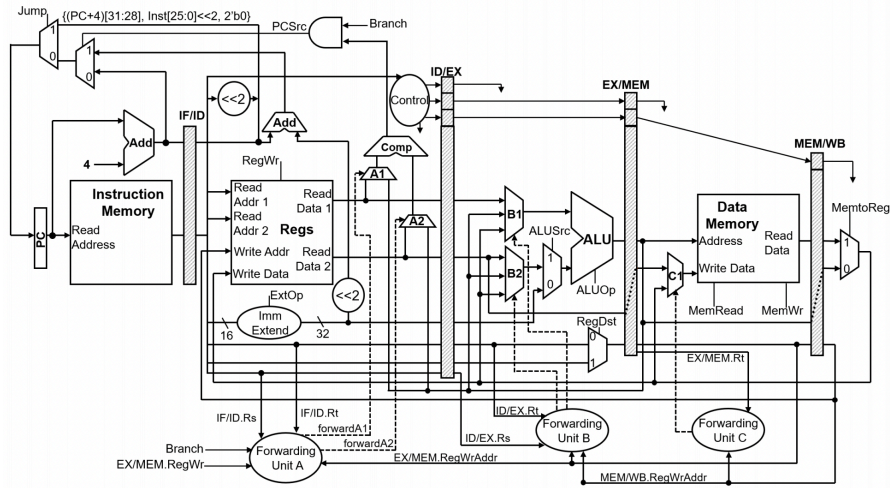 Jump
{(PC+4)[31:28], Inst[25:0]<<2, 2'b0}
1
0
1
0
PCSrc
Branch
ID/EX
EX/MEM
MEM/WB
IF/ID
<<2
Control
Add
Add
4
Comp
RegWr
A1
A2
Instruction
Memory
Read
Address
PC
Read
Addr 1
Read
Addr 2
Write Addr
Write Data
Regs
Read
Data 1
Read
Data 2
B1
B2
ALUSrc
1
0
ALU
ALUOp
Data
Memory
Address
Write Data
Read
Data
C1
MemRead
MemWr
MemtoReg
1
0
<<2
ExtOp
Imm
Extend
16
32
RegDst
0
1
EX/MEM.Rt
IF/ID.Rs
IF/ID.Rt
forwardA1
forwardA2
ID/EX.Rt
ID/EX.Rs
Forwarding
Unit A
Forwarding
Unit B
Forwarding
Unit C
Branch
EX/MEM.RegWr
EX/MEM.RegWrAddr
MEM/WB.RegWrAddr